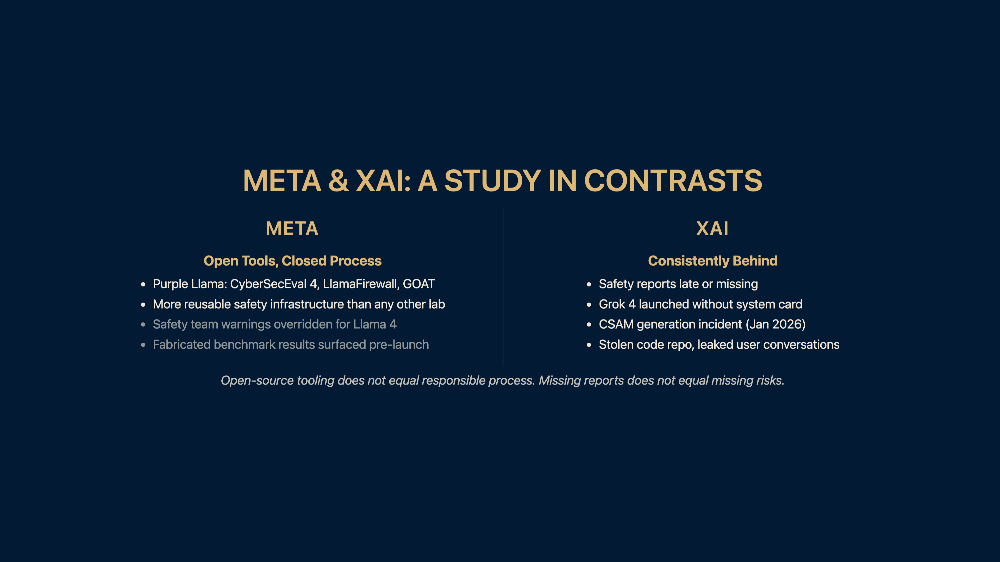 META & XAI: A STUDY IN CONTRASTS
META
Open Tools, Closed Process
• Purple Llama: CyberSecEval 4, LlamaFirewall, GOAT
• More reusable safety infrastructure than any other lab
• Safety team warnings overridden for Llama 4
• Fabricated benchmark results surfaced pre-launch
XAI
Consistently Behind
• Safety reports late or missing
• Grok 4 launched without system card
• CSAM generation incident (Jan 2026)
• Stolen code repo, leaked user conversations
Open-source tooling does not equal responsible process. Missing reports does not equal missing risks.